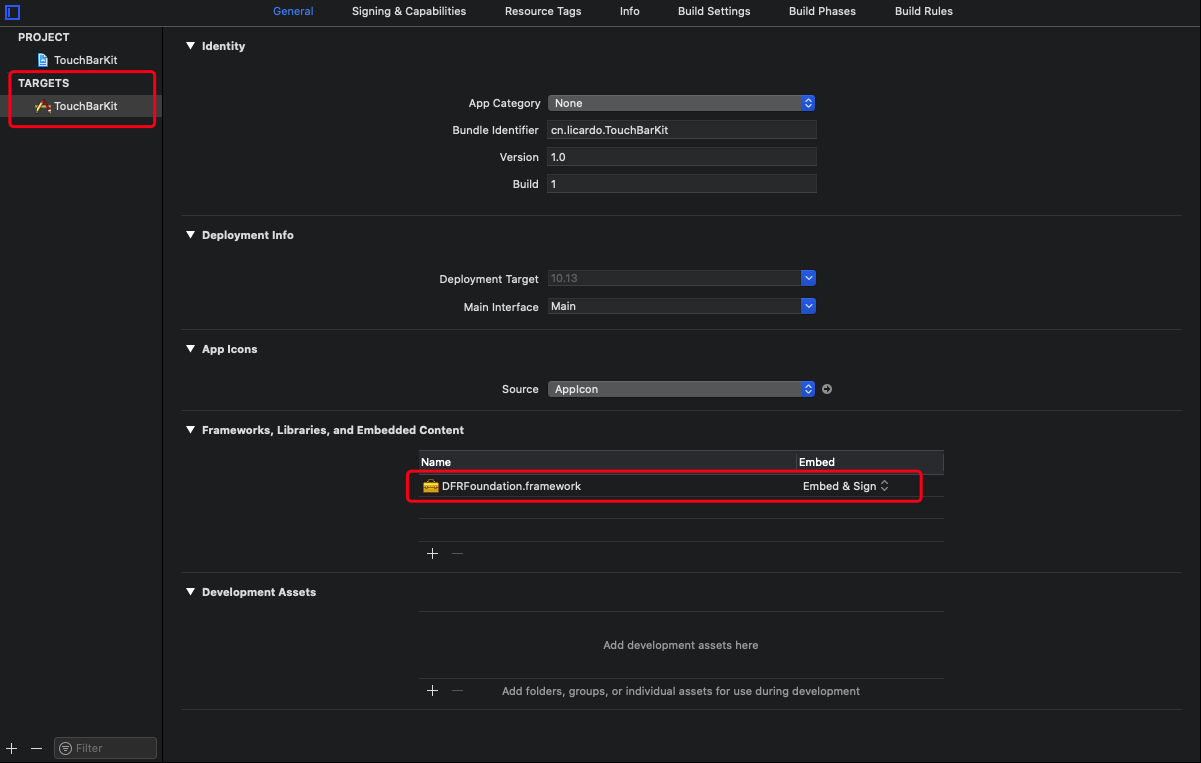 General Signing & Capabilities Resource Tags Info Build Settings Build Phases Build Rules
PROJECT
TouchBarKit
TARGETS
TouchBarKit
Identity
App Category None
Bundle Identifier cn.licardo.TouchBarKit
Version 1.0
Build 1
Deployment Info
Deployment Target 10.13
Main Interface Main
App Icons
Source AppIcon
Frameworks, Libraries, and Embedded Content
Name Embed
DFRFoundation.framework Embed & Sign
Development Assets
Add development assets here
Add folders, groups, or individual assets for use during development
Filter